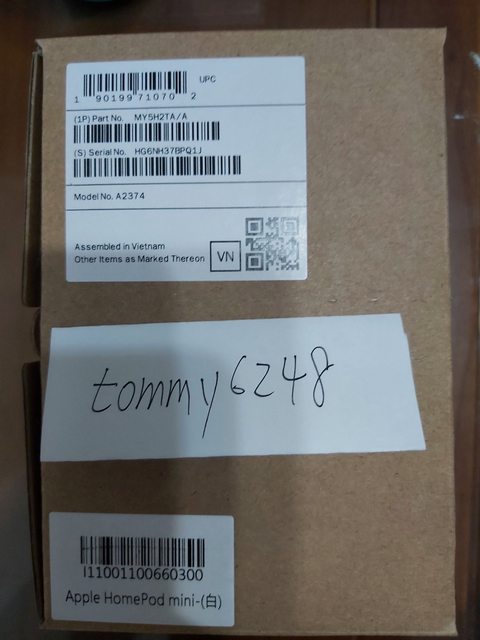 UPC
1 90199 71070 2
(1P) Part No. MY5H2TA/A
(S) Serial No. HG6NH37BPQ1J
Model No. A2374
Assembled in Vietnam
Other Items as Marked Thereon
VN
tommy6248
I11001100660300
Apple HomePod mini-(白)